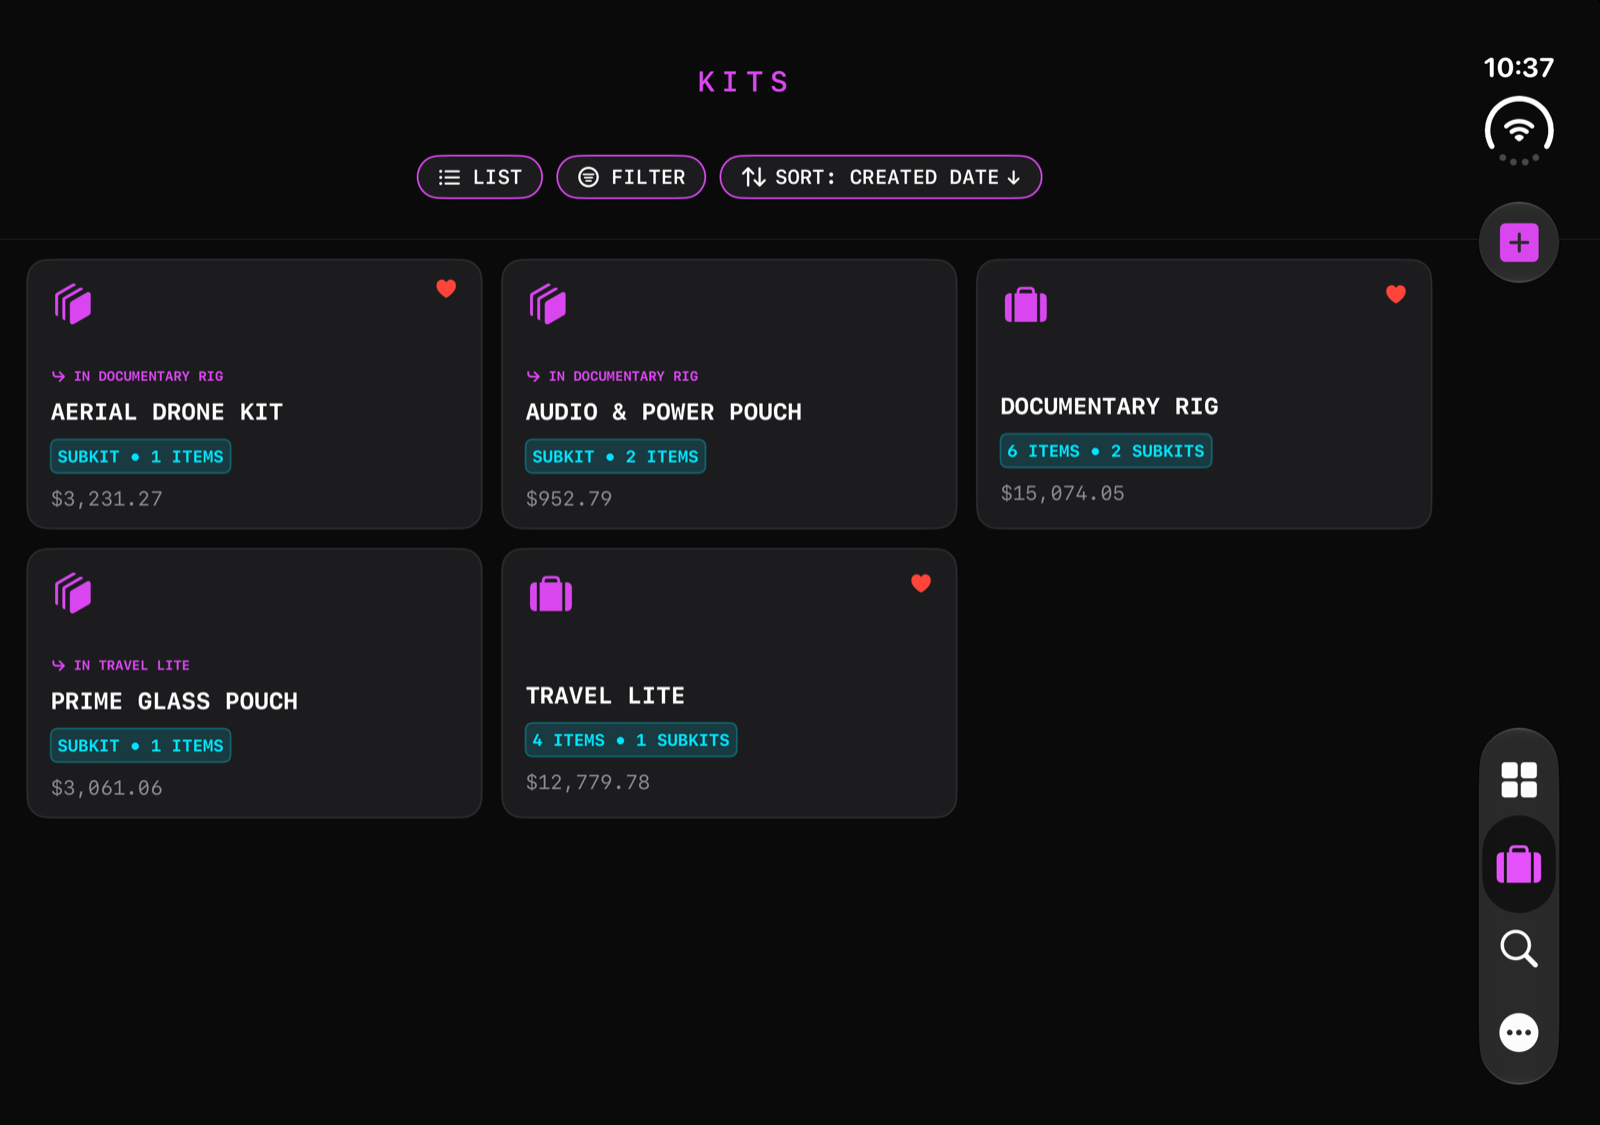 KITS
10:37
LIST
FILTER
SORT: CREATED DATE ↓
IN DOCUMENTARY RIG
AERIAL DRONE KIT
SUBKIT • 1 ITEMS
$3,231.27
IN DOCUMENTARY RIG
AUDIO & POWER POUCH
SUBKIT • 2 ITEMS
$952.79
DOCUMENTARY RIG
6 ITEMS • 2 SUBKITS
$15,074.05
IN TRAVEL LITE
PRIME GLASS POUCH
SUBKIT • 1 ITEMS
$3,061.06
TRAVEL LITE
4 ITEMS • 1 SUBKITS
$12,779.78